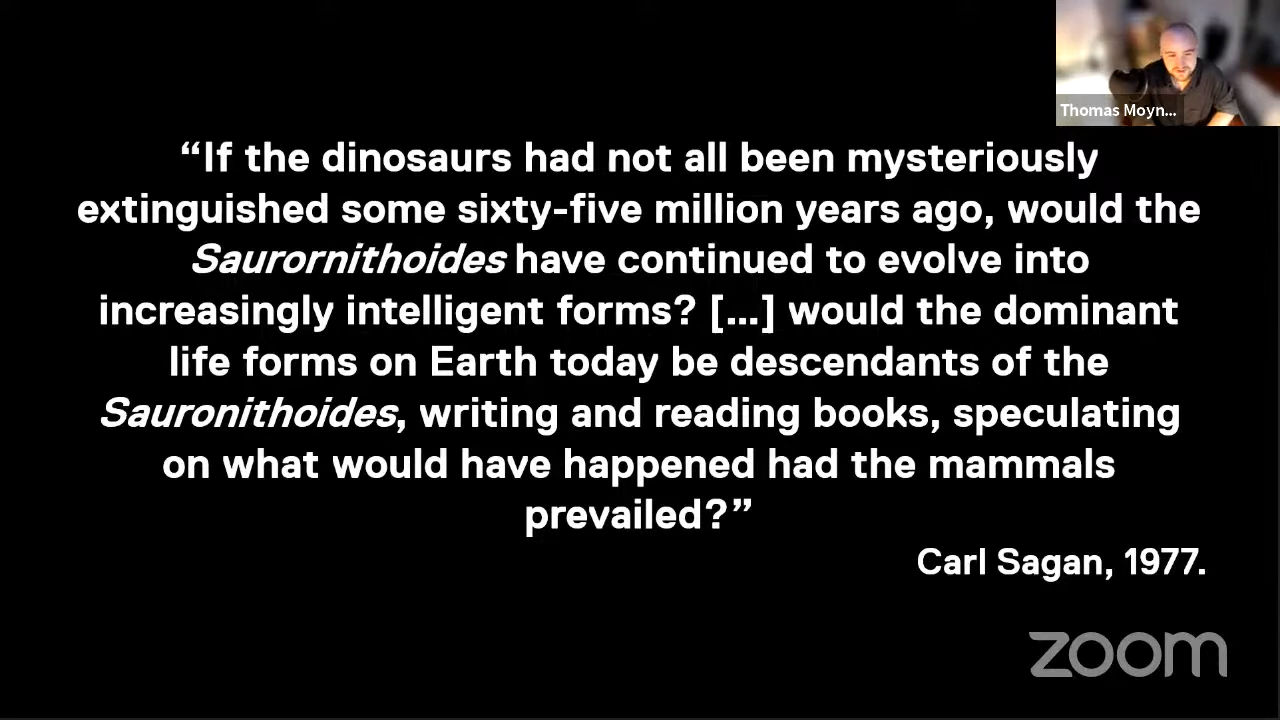 Thomas Moyn...
“If the dinosaurs had not all been mysteriously
extinguished some sixty-five million years ago, would the
Saurornithoides have continued to evolve into
increasingly intelligent forms? [...] would the dominant
life forms on Earth today be descendants of the
Sauronithoides, writing and reading books, speculating
on what would have happened had the mammals
prevailed?”
Carl Sagan, 1977.
zoom